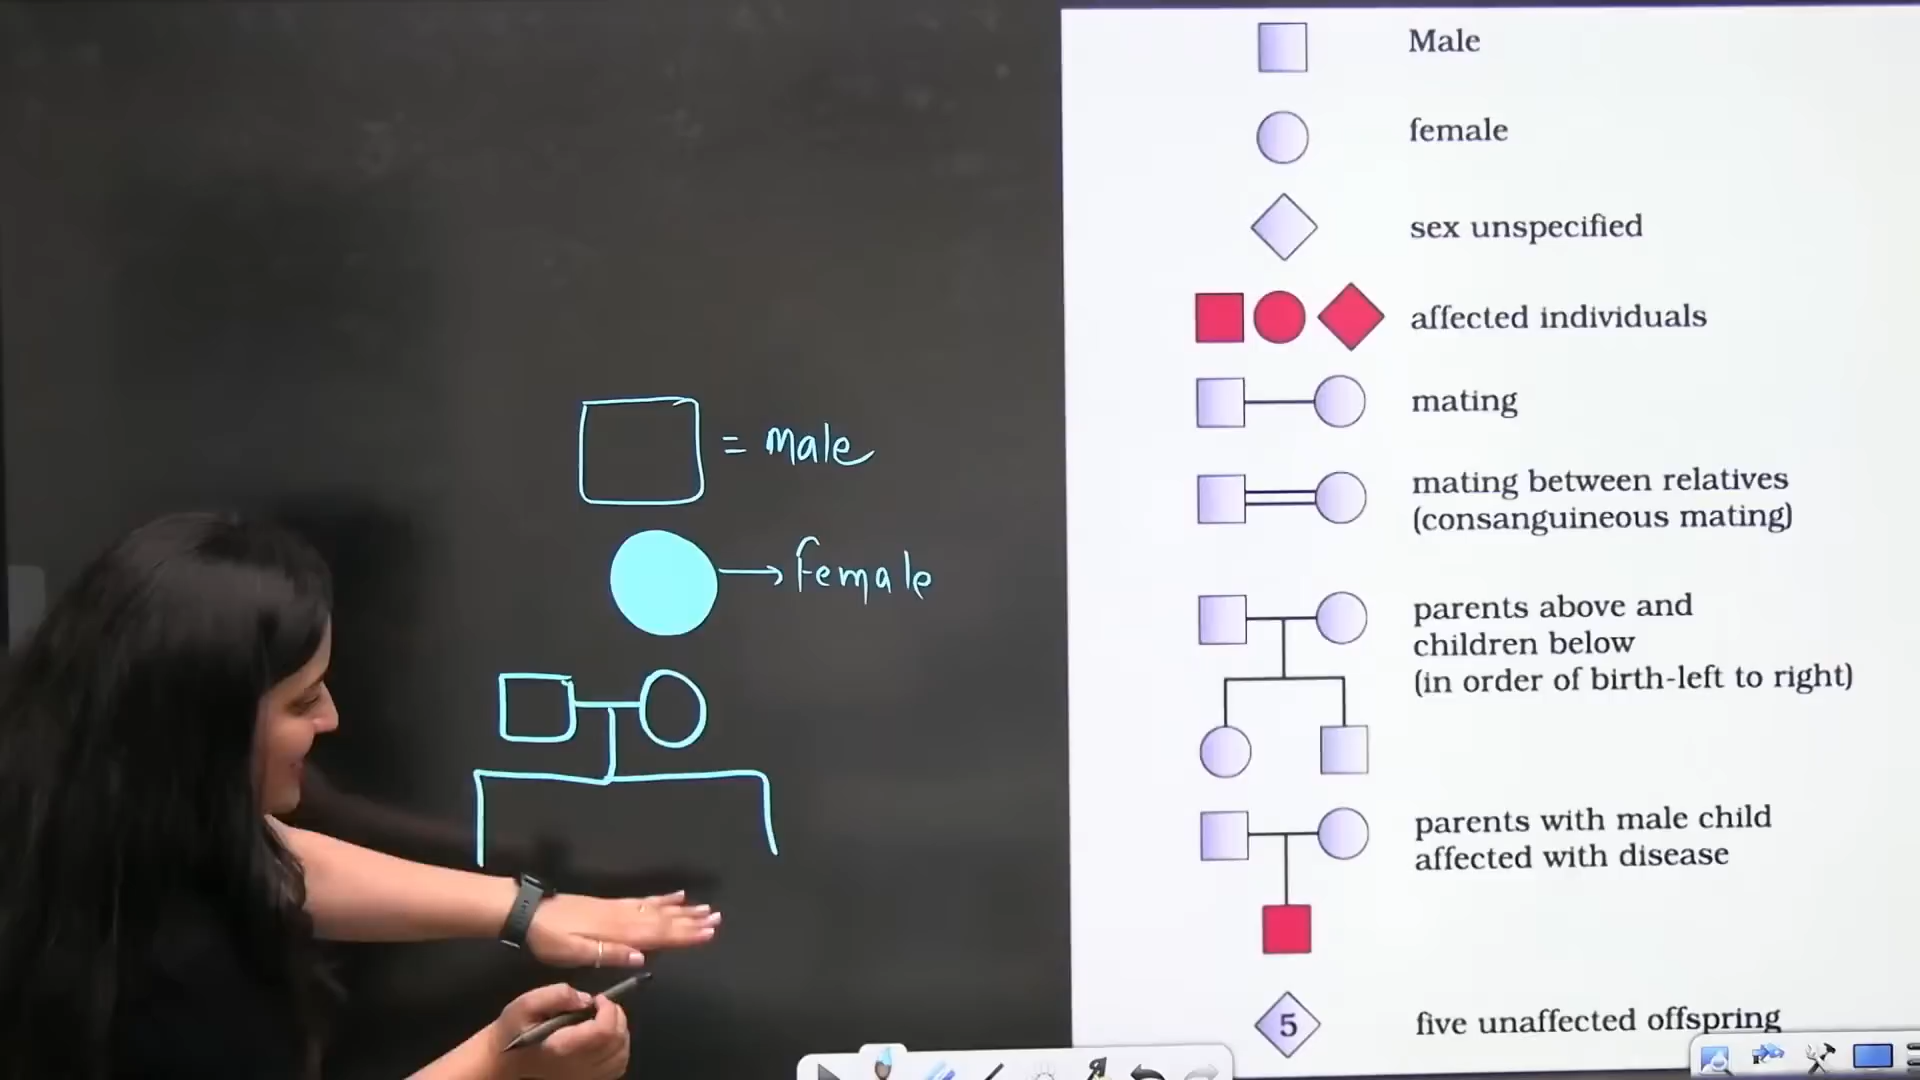 = male
→ female
Male
female
sex unspecified
affected individuals
mating
mating between relatives
(consanguineous mating)
parents above and
children below
(in order of birth-left to right)
parents with male child
affected with disease
5 five unaffected offspring